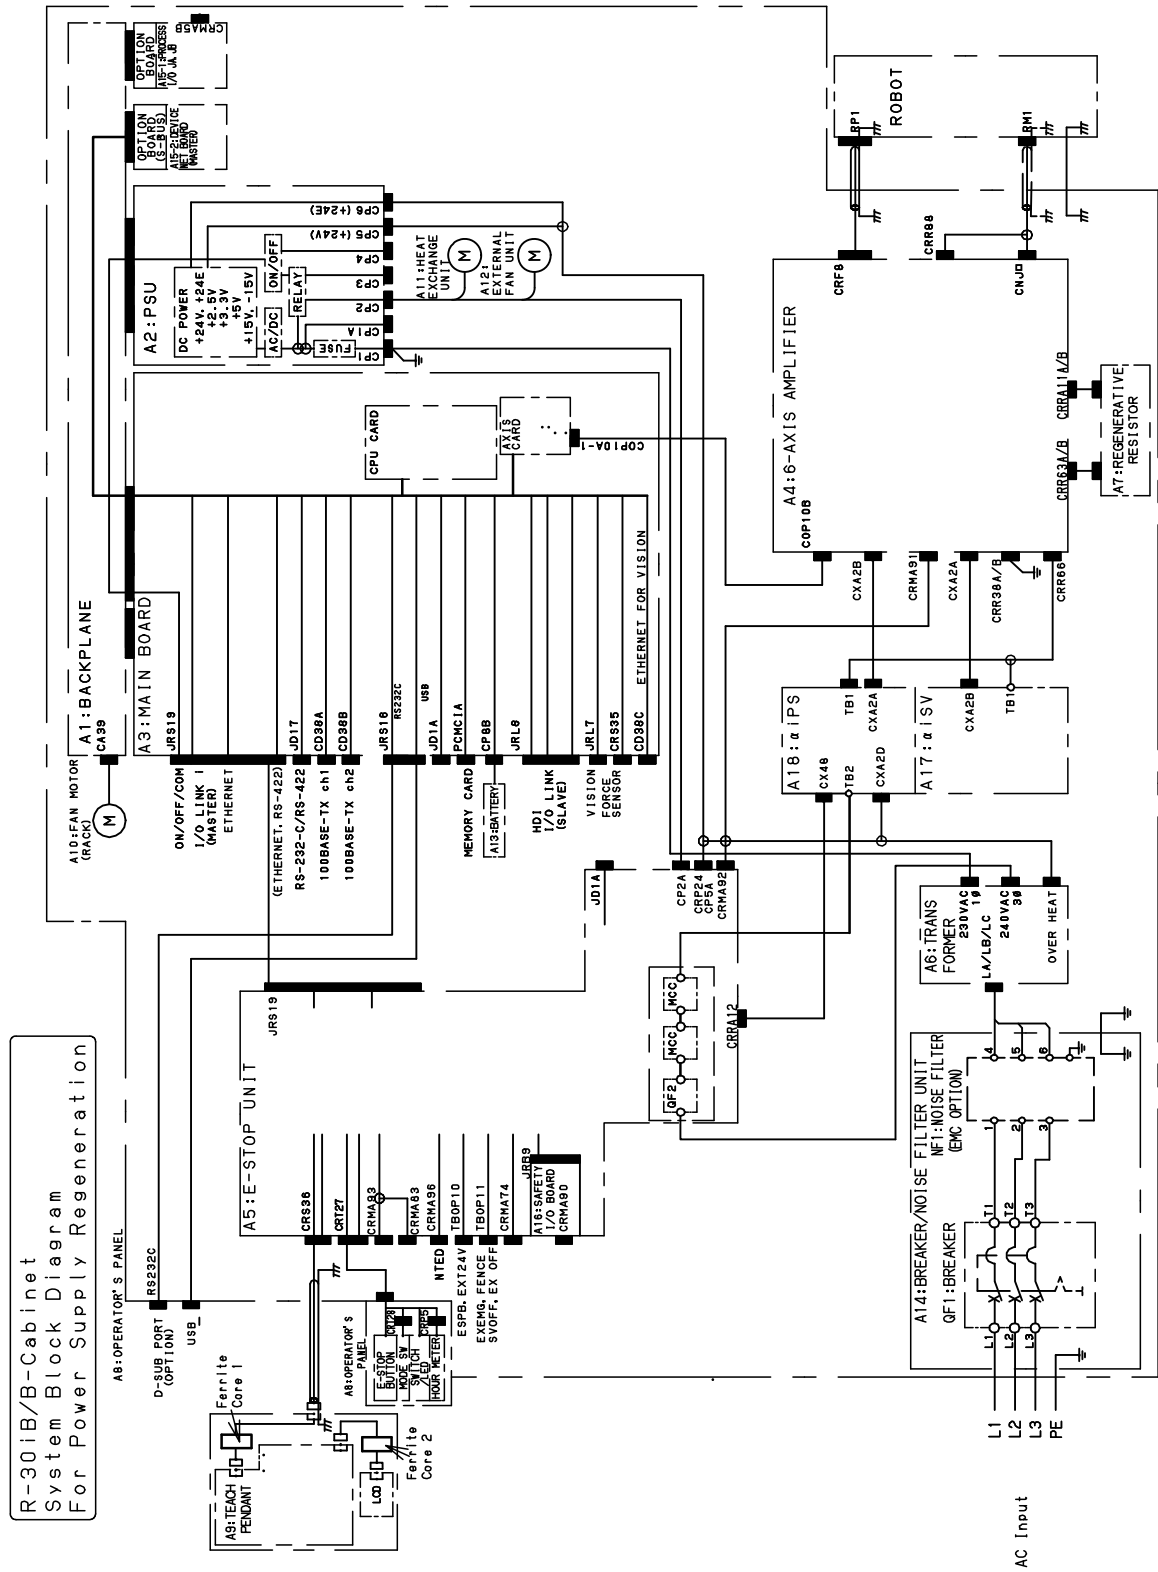 R-30iB/B-Cabinet
System Block Diagram
For Power Supply Regeneration
A8:OPERATOR'S PANEL
D-SUB PORT
(OPTION)
RS232C
USB_
A10:FAN MOTOR
(RACK)
M
CA39
A1:BACKPLANE
A3:MAIN BOARD
JRS19
ON/OFF/COM
I/O LINK i
(MASTER)
ETHERNET
(ETHERNET, RS-422)
JD17
RS-232-C/RS-422
CD38A
100BASE-TX ch1
CD38B
100BASE-TX ch2
JRS16
RS232C
USB
JD1A
PCMCIA
MEMORY CARD
CP8B
A13:BATTERY
JRL8
HDI
I/O LINK
(SLAVE)
JRL7
VISION
CRS35
FORCE
SENSOR
CD38C
ETHERNET FOR VISION
CPU CARD
AXIS
CARD
COP10A-1
OPTION
BOARD
A15-1:PROCESS
I/O JA, JB
CRMA5B
OPTION
BOARD
(S-BUS)
A15-2:DEVICE
NET BOARD
(MASTER)
A2:PSU
DC POWER
+24V, +24E
+2.5V
+3.3V
+5V
+15V, -15V
AC/DC
ON/OFF
RELAY
FUSE
CP6 (+24E)
CP5 (+24V)
CP4
CP3
CP2
CP1A
CP1
A11:HEAT
EXCHANGE
UNIT
M
A12:
EXTERNAL
FAN UNIT
M
ROBOT
RP1
RM1
A4:6-AXIS AMPLIFIER
CRF8
CRR88
CNJ□
COP10B
CXA2B
CRMA91
CXA2A
CRR38A/B
CRR66
CRR63A/B
CRRA11A/B
A7:REGENERATIVE
RESISTOR
A18:αiPS
TB1
CXA2A
CX48
TB2
CXA2D
A17:αiSV
CXA2B
TB1
A5:E-STOP UNIT
JRS19
JD1A
CP2A
CRP24
CP5A
CRMA92
CRRA12
MCC
MCC
QF2
CRS36
CRT27
CRMA93
CRMA83
CRMA96
NTED
TBOP10
ESPB, EXT24V
TBOP11
EXEMG, FENCE
SVOFF, EX OFF
CRMA74
JRB9
A16:SAFETY
I/O BOARD
CRMA90
A8:OPERATOR'S
PANEL
E-STOP
BUTTON
MODE SW
SWITCH
/LED
HOUR METER
CRT28
CRP5
A9:TEACH
PENDANT
LCD
Ferrite
Core 1
Ferrite
Core 2
A6:TRANS
FORMER
230VAC
1Ø
240VAC
3Ø
LA/LB/LC
OVER HEAT
A14:BREAKER/NOISE FILTER UNIT
NF1:NOISE FILTER
(EMC OPTION)
1
2
3
4
5
6
QF1:BREAKER
L1
L2
L3
T1
T2
T3
L1
L2
L3
PE
AC Input